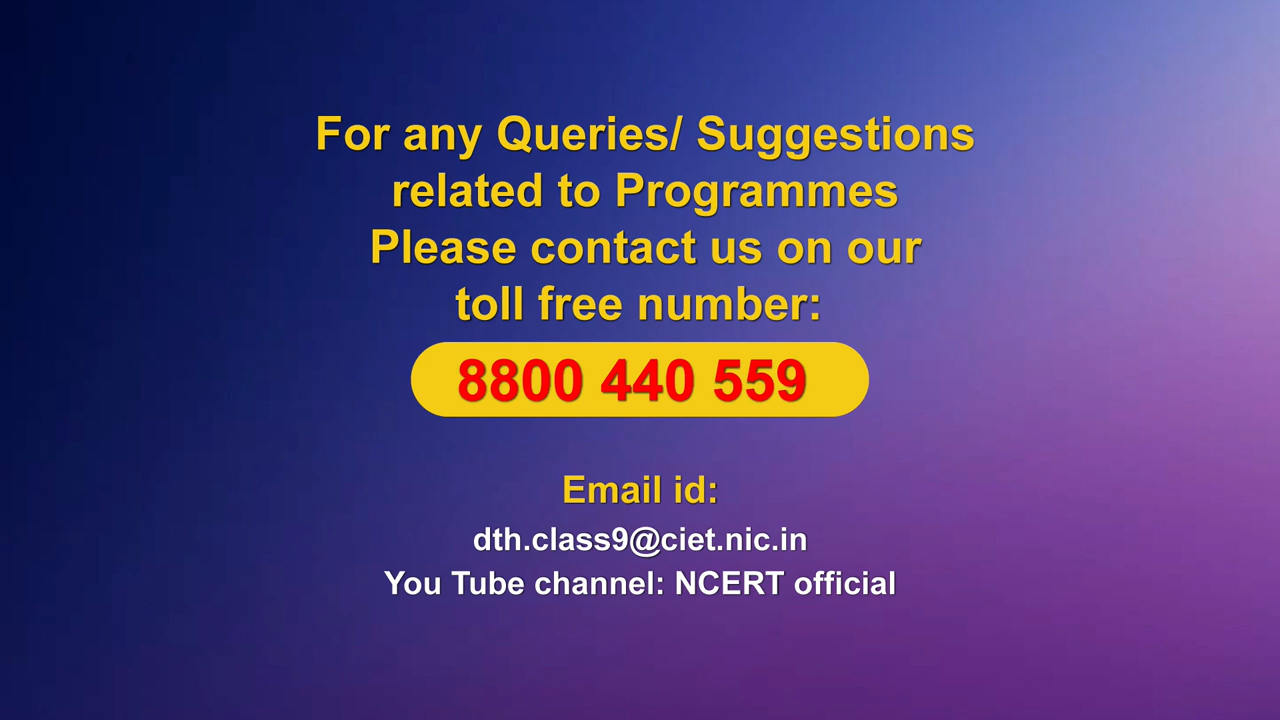 For any Queries/ Suggestions
related to Programmes
Please contact us on our
toll free number:
8800 440 559
Email id:
dth.class9@ciet.nic.in
You Tube channel: NCERT official